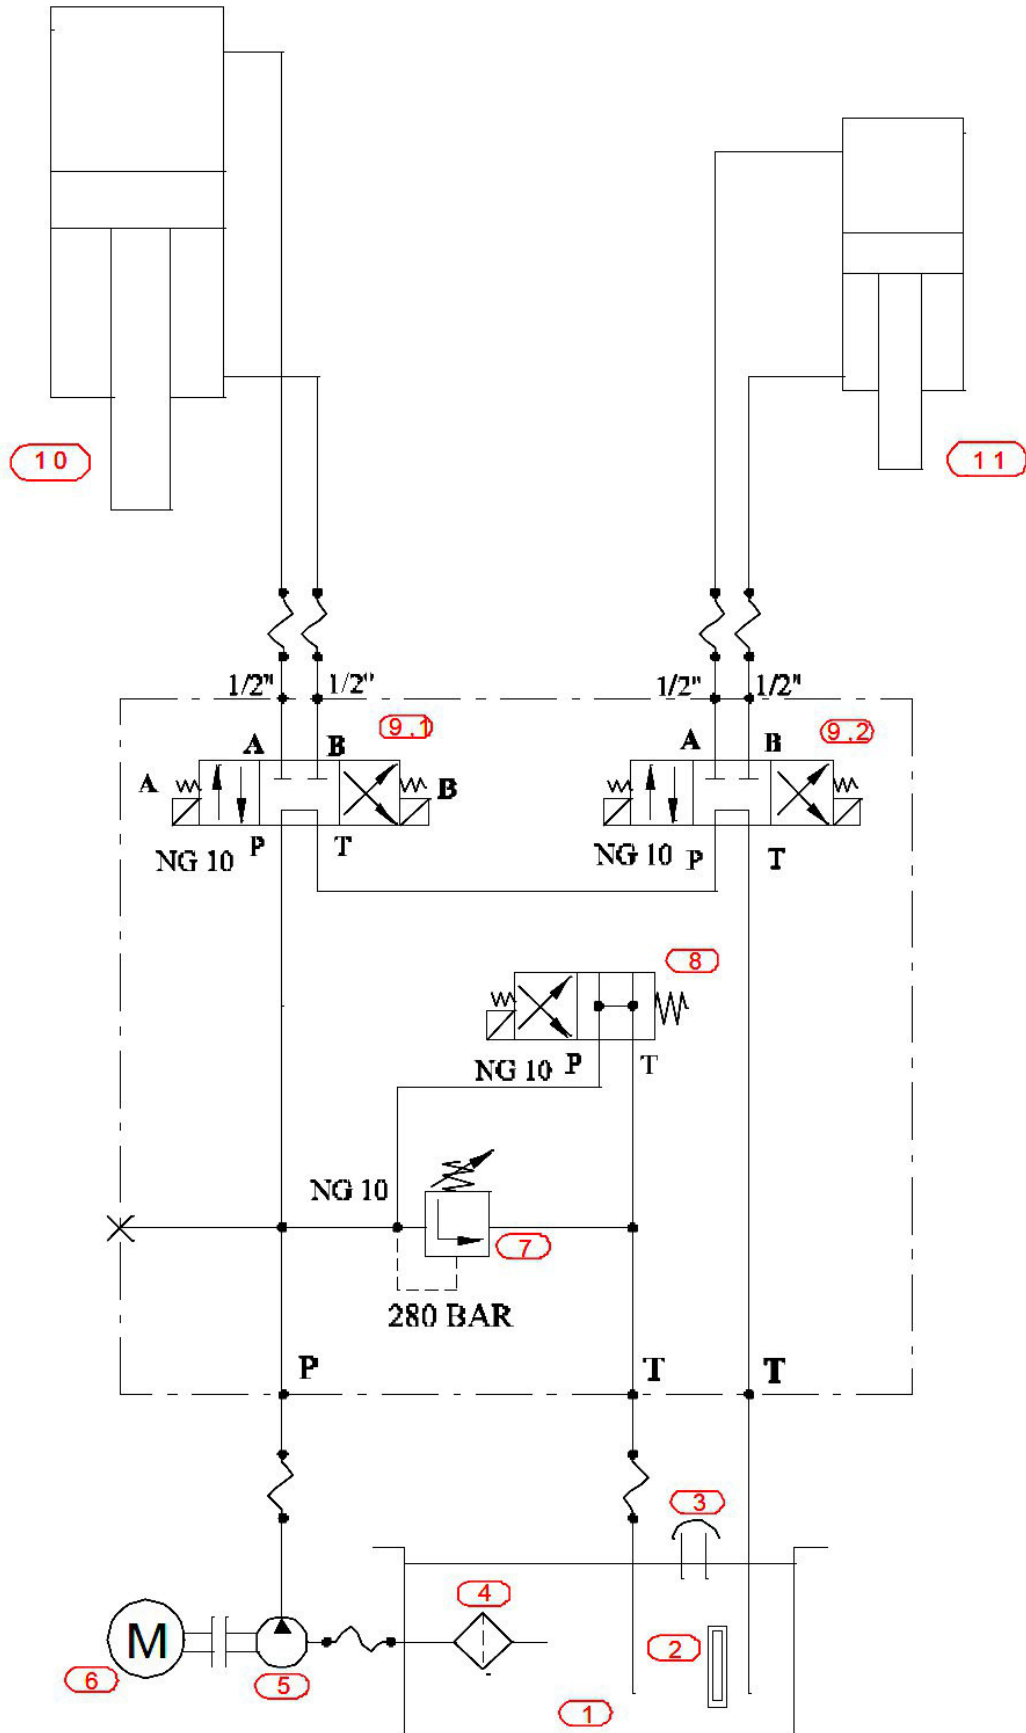 10
11
1/2" 1/2" 1/2" 1/2"
9.1 9.2
A B A B
A B
P T P T
NG 10 NG 10
8
NG 10 P T
NG 10
7
280 BAR
P T T
3
4
M
2
6 5 1